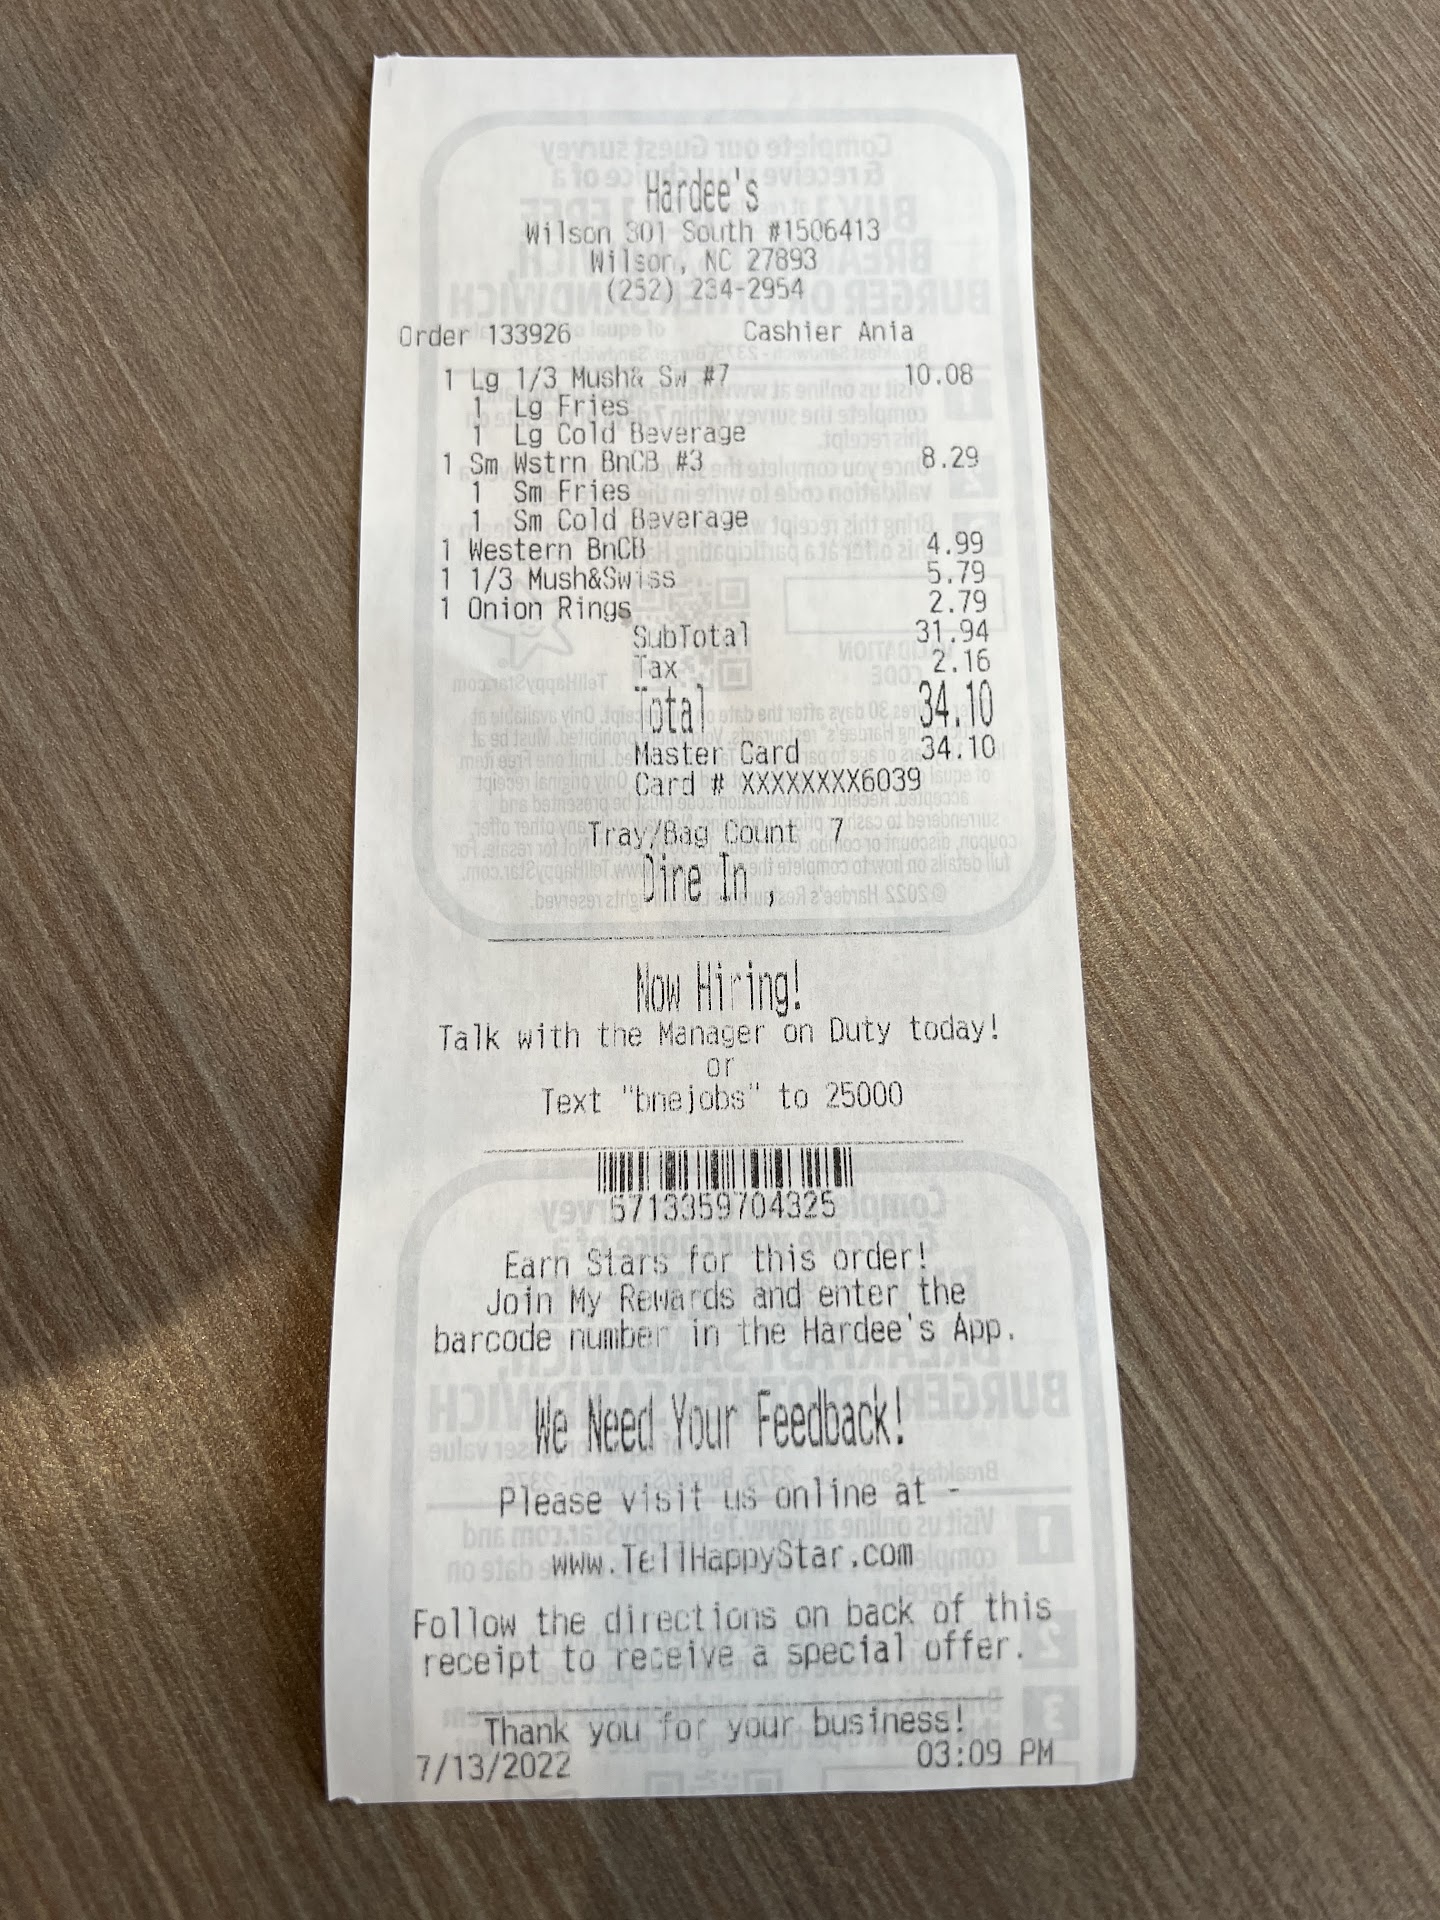 Hardee's
Wilson 301 South #1506413
Wilson, NC 27893
(252) 234-2954
Order 133926 Cashier Ania
1 Lg 1/3 Mush& Sw #7 10.08
1 Lg Fries
1 Lg Cold Beverage
1 Sm Wstrn BnCB #3 8.29
1 Sm Fries
1 Sm Cold Beverage
1 Western BnCB 4.99
1 1/3 Mush&Swiss 5.79
1 Onion Rings 2.79
SubTotal 31.94
Tax 2.16
Total 34.10
Master Card 34.10
Card # XXXXXXXX6039
Tray/Bag Count 7
Dine In ,
Now Hiring!
Talk with the Manager on Duty today!
or
Text "bnejobs" to 25000
5713359704325
Earn Stars for this order!
Join My Rewards and enter the
barcode number in the Hardee's App.
We Need Your Feedback!
Please visit us online at -
www.TellHappyStar.com
Follow the directions on back of this
receipt to receive a special offer.
Thank you for your business!
7/13/2022 03:09 PM